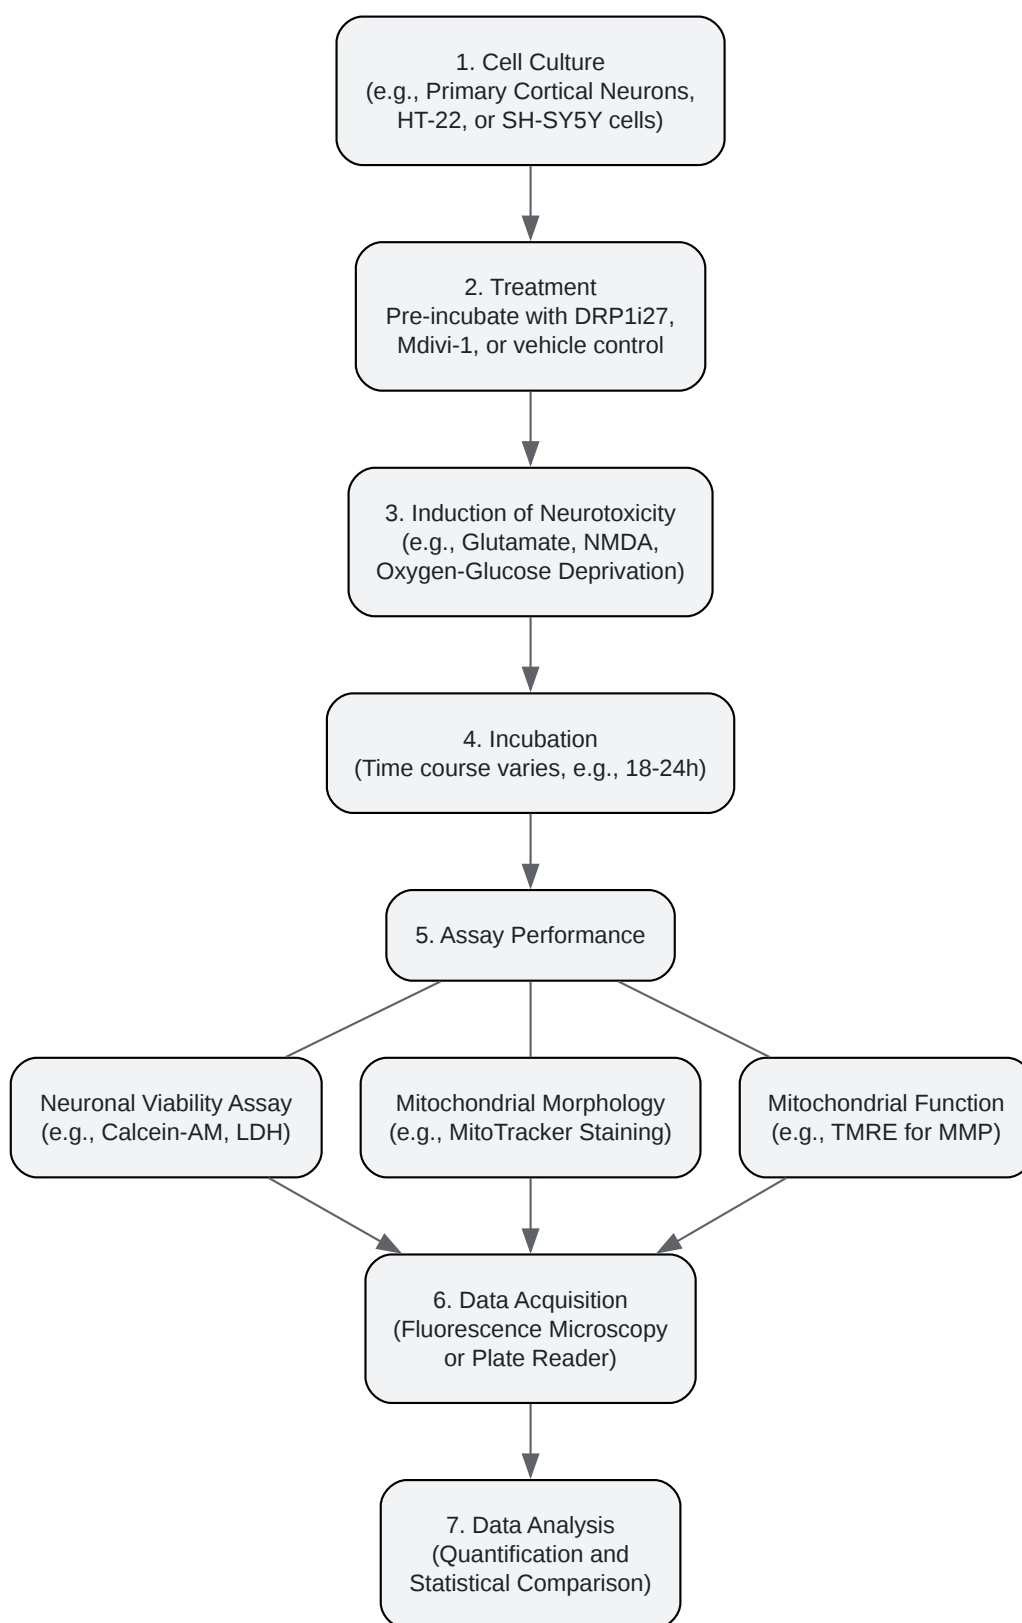 1. Cell Culture
(e.g., Primary Cortical Neurons,
HT-22, or SH-SY5Y cells)
2. Treatment
Pre-incubate with DRP1i27,
Mdivi-1, or vehicle control
3. Induction of Neurotoxicity
(e.g., Glutamate, NMDA,
Oxygen-Glucose Deprivation)
4. Incubation
(Time course varies, e.g., 18-24h)
5. Assay Performance
Neuronal Viability Assay
(e.g., Calcein-AM, LDH)
Mitochondrial Morphology
(e.g., MitoTracker Staining)
Mitochondrial Function
(e.g., TMRE for MMP)
6. Data Acquisition
(Fluorescence Microscopy
or Plate Reader)
7. Data Analysis
(Quantification and
Statistical Comparison)